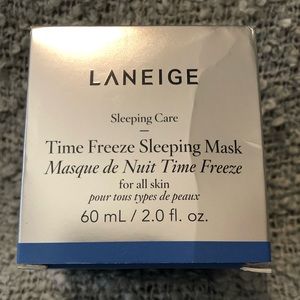 LANEIGE
Sleeping Care
Time Freeze Sleeping Mask
Masque de Nuit Time Freeze
for all skin
pour tous types de peaux
60 mL / 2.0 fl. oz.